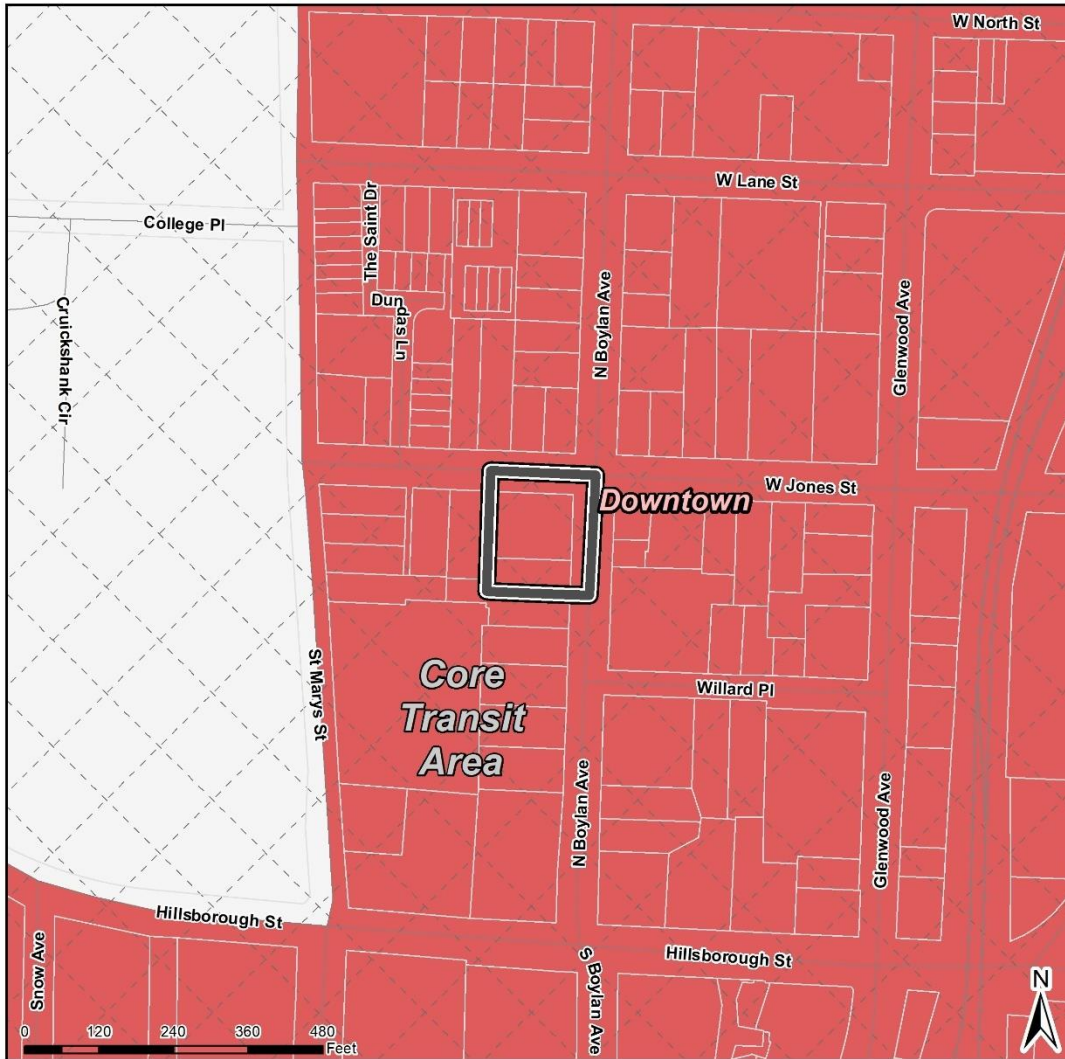 W North St
W Lane St
College Pl
The Saint Dr
Dundas Ln
Cruickshank Cir
N Boylan Ave
Glenwood Ave
W Jones St
Downtown
St Marys St
Core
Transit
Area
Willard Pl
N Boylan Ave
Glenwood Ave
Hillsborough St
Hillsborough St
Snow Ave
S Boylan Ave
N
0 120 240 360 480
Feet